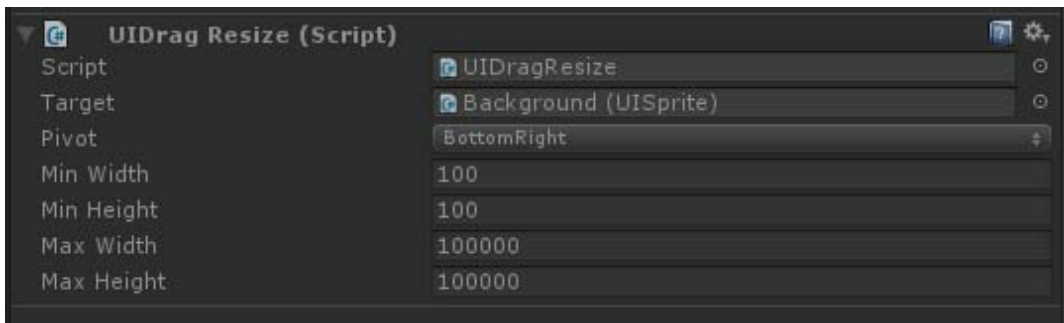 UIDrag Resize (Script)
Script UIDragResize
Target Background (UISprite)
Pivot BottomRight
Min Width 100
Min Height 100
Max Width 100000
Max Height 100000